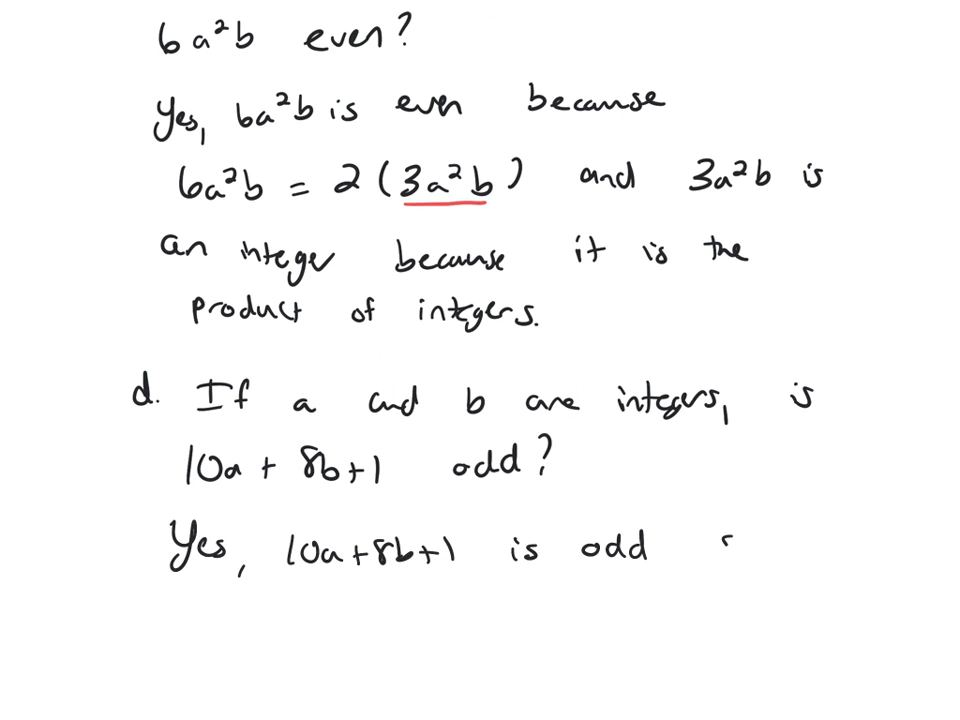 6a²b even?
Yes, 6a²b is even because
6a²b = 2(3a²b) and 3a²b is
an integer because it is the
product of integers.
d. If a and b are integers, is
10a + 8b + 1 odd?
Yes, 10a + 8b + 1 is odd